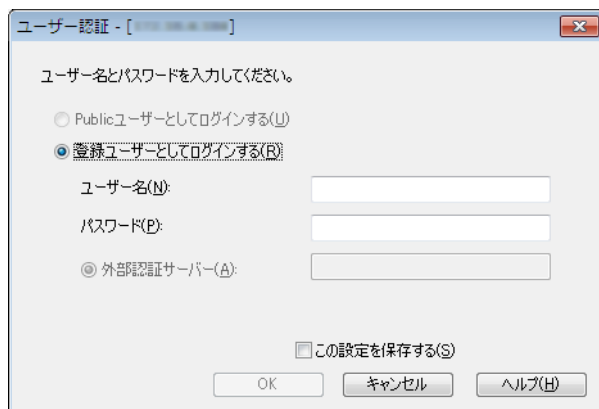 ユーザー認証 - [ ]
ユーザー名とパスワードを入力してください。
Publicユーザーとしてログインする(U)
登録ユーザーとしてログインする(R)
ユーザー名(N):
パスワード(P):
外部認証サーバー(A):
この設定を保存する(S)
OK キャンセル ヘルプ(H)